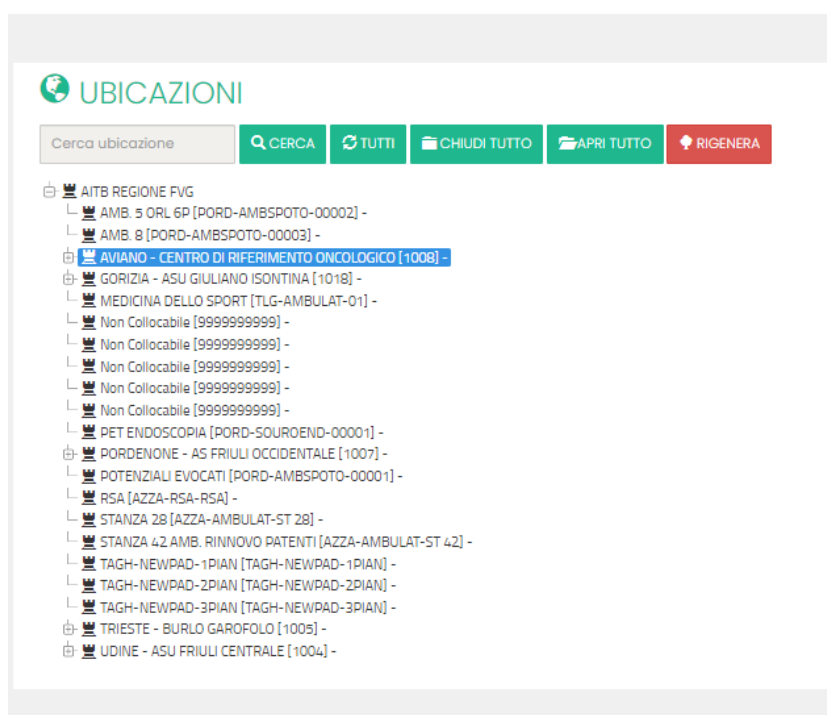 UBICAZIONI
Cerca ubicazione CERCA TUTTI CHIUDI TUTTO APRI TUTTO RIGENERA
AITB REGIONE FVG
AMB. 5 ORL 6P [PORD-AMBSPOTO-00002] -
AMB. 8 [PORD-AMBSPOTO-00003] -
AVIANO - CENTRO DI RIFERIMENTO ONCOLOGICO [1008] -
GORIZIA - ASU GIULIANO ISONTINA [1018] -
MEDICINA DELLO SPORT [TLG-AMBULAT-01] -
Non Collocabile [9999999999] -
Non Collocabile [9999999999] -
Non Collocabile [9999999999] -
Non Collocabile [9999999999] -
Non Collocabile [9999999999] -
PET ENDOSCOPIA [PORD-SOUROEND-00001] -
PORDENONE - AS FRIULI OCCIDENTALE [1007] -
POTENZIALI EVOCATI [PORD-AMBSPOTO-00001] -
RSA [AZZA-RSA-RSA] -
STANZA 28 [AZZA-AMBULAT-ST 28] -
STANZA 42 AMB. RINNOVO PATENTI [AZZA-AMBULAT-ST 42] -
TAGH-NEWPAD-1PIAN [TAGH-NEWPAD-1PIAN] -
TAGH-NEWPAD-2PIAN [TAGH-NEWPAD-2PIAN] -
TAGH-NEWPAD-3PIAN [TAGH-NEWPAD-3PIAN] -
TRIESTE - BURLO GAROFOLO [1005] -
UDINE - ASU FRIULI CENTRALE [1004] -